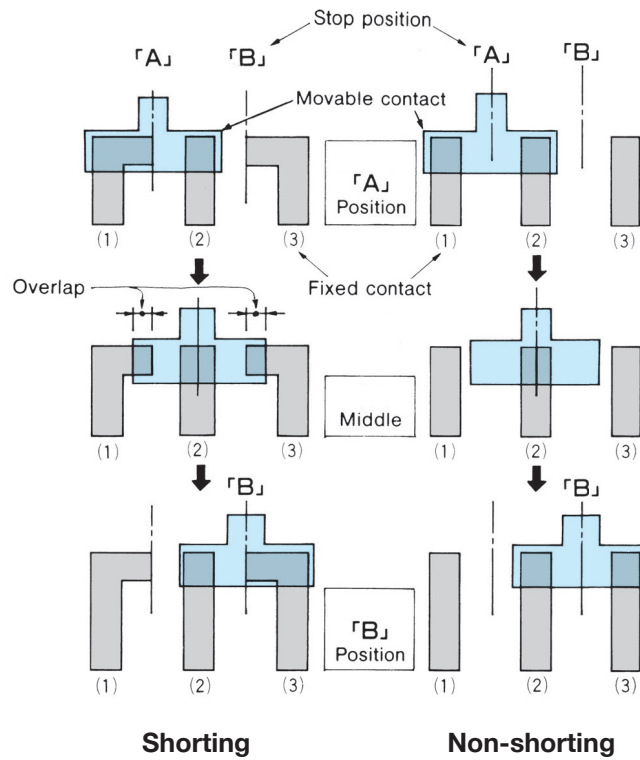 Stop position
「A」 「B」 「A」 「B」
Movable contact
「A」
Position
(1) (2) (3) (1) (2) (3)
Overlap
Fixed contact
Middle
(1) (2) (3) (1) (2) (3)
「B」 「B」
「B」
Position
(1) (2) (3) (1) (2) (3)
Shorting Non-shorting